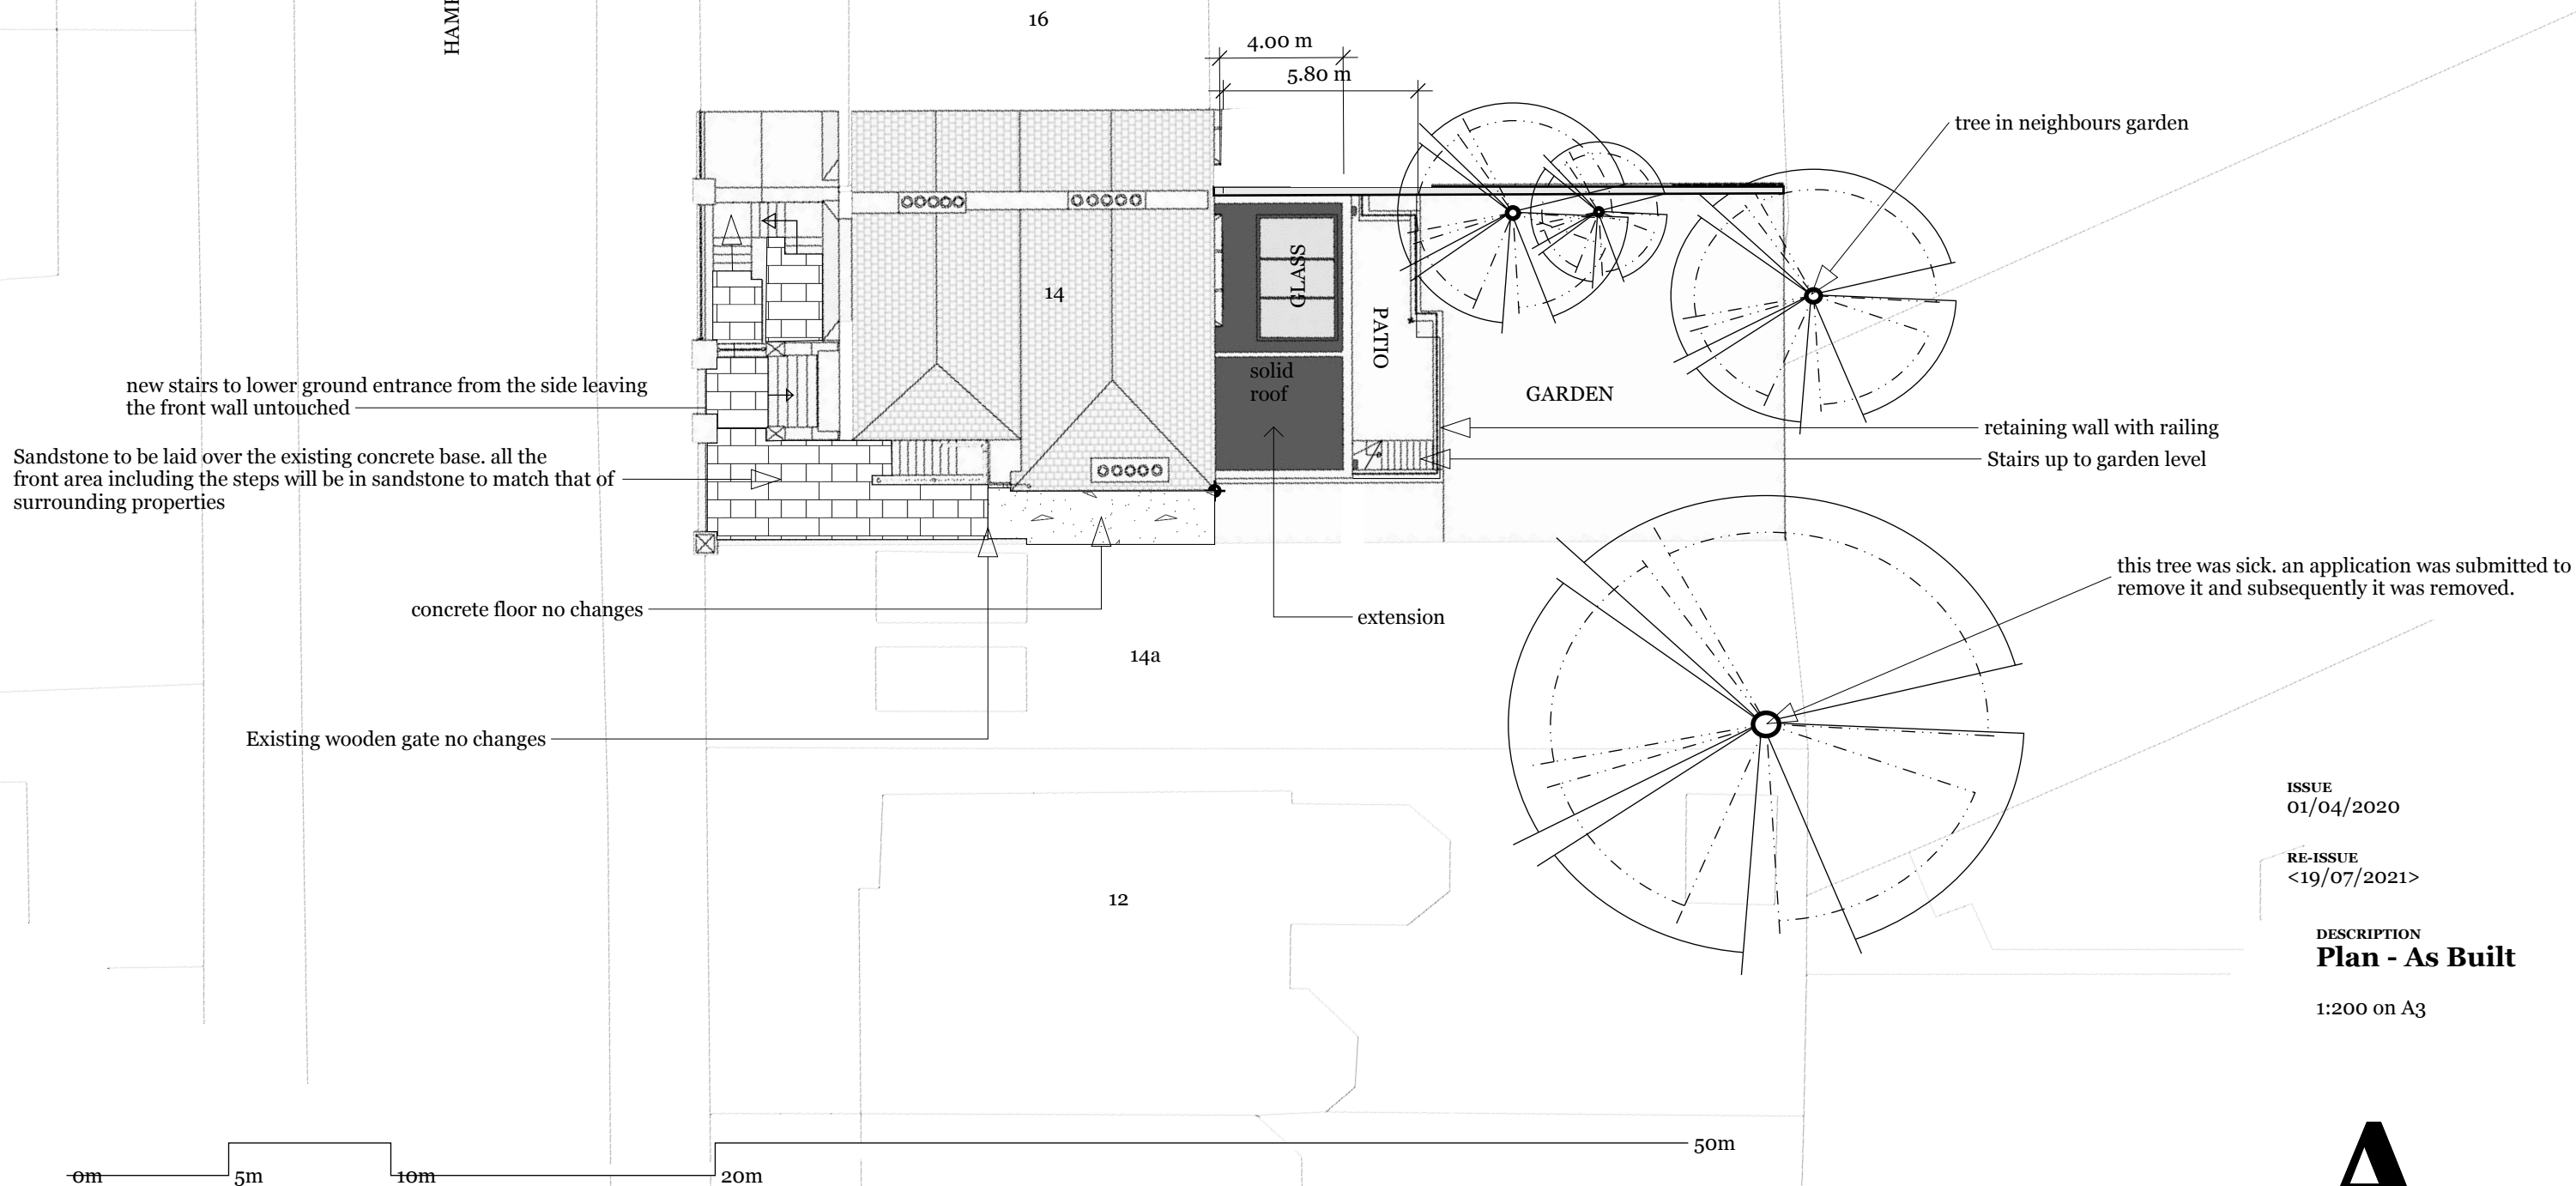 HAMP
16
4.00 m
5.80 m
tree in neighbours garden
14
GLASS
PATIO
solid
roof
GARDEN
new stairs to lower ground entrance from the side leaving
the front wall untouched
retaining wall with railing
Stairs up to garden level
Sandstone to be laid over the existing concrete base. all the
front area including the steps will be in sandstone to match that of
surrounding properties
this tree was sick. an application was submitted to
remove it and subsequently it was removed.
concrete floor no changes
extension
14a
Existing wooden gate no changes
12
ISSUE
01/04/2020
RE-ISSUE
<19/07/2021>
DESCRIPTION
Plan - As Built
1:200 on A3
0m
5m
10m
20m
50m
A